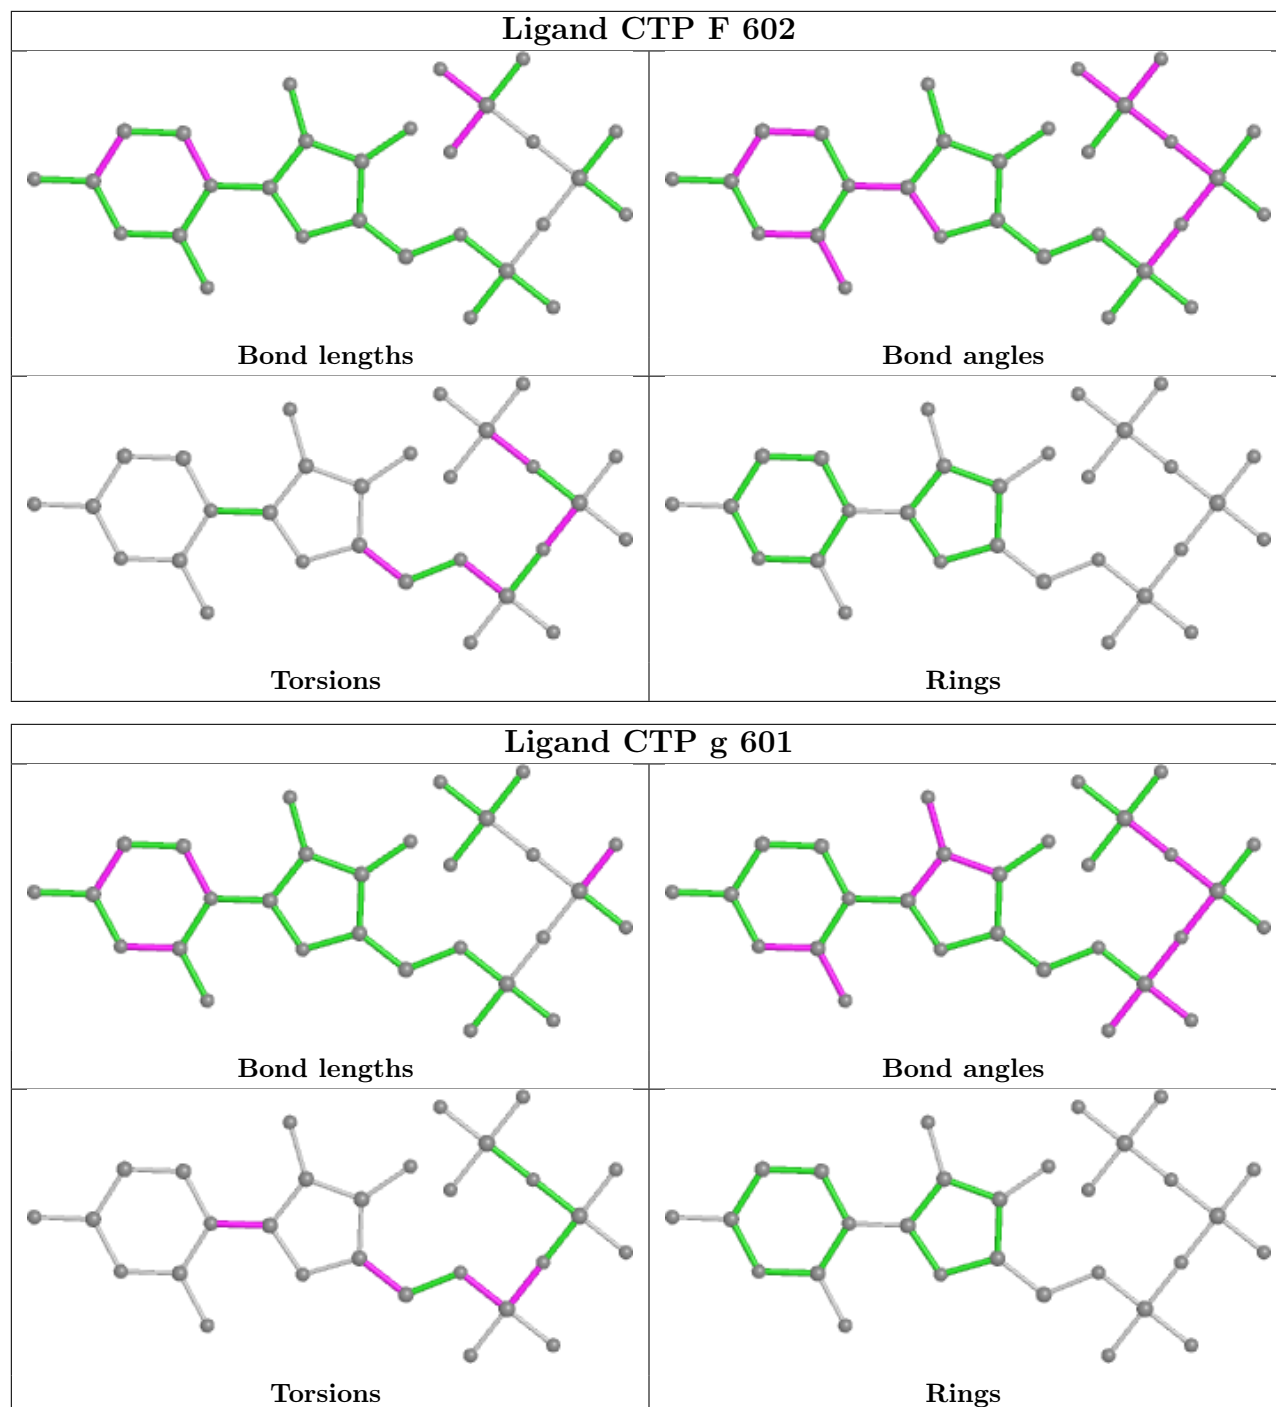 Ligand CTP F 602
Bond lengths
Bond angles
Torsions
Rings
Ligand CTP g 601
Bond lengths
Bond angles
Torsions
Rings